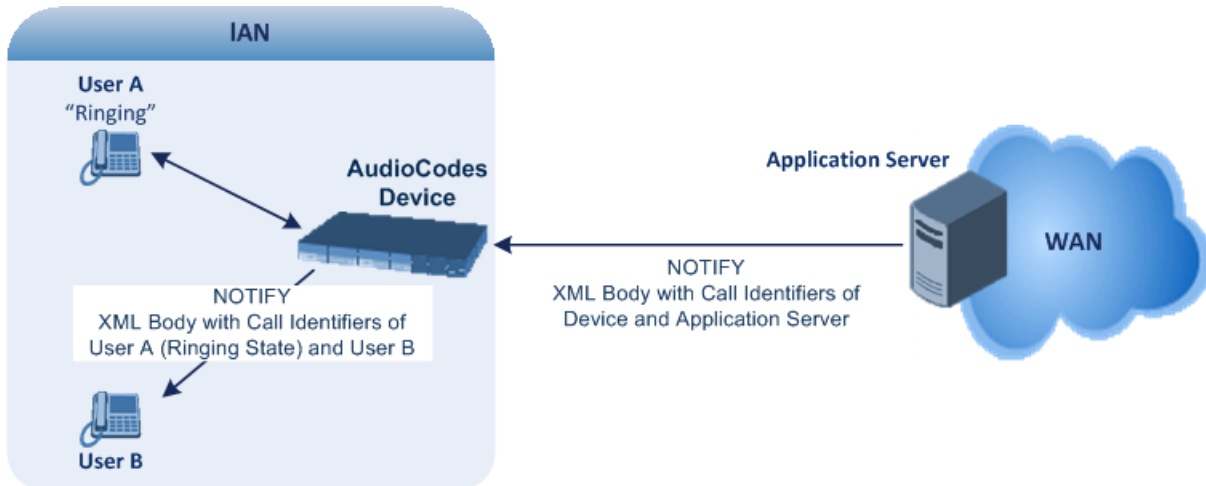 lAN
User A
“Ringing”
AudioCodes
Device
NOTIFY
XML Body with Call Identifiers of
User A (Ringing State) and User B
User B
Application Server
WAN
NOTIFY
XML Body with Call Identifiers of
Device and Application Server